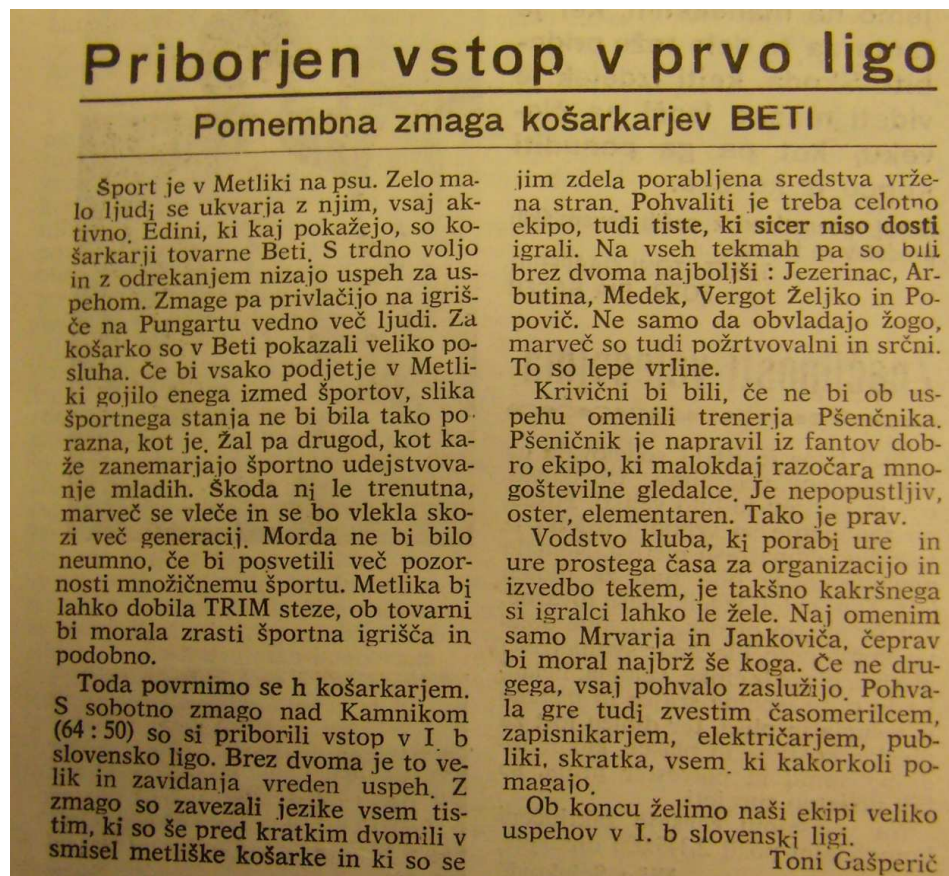 Priborjen vstop v prvo ligo
Pomembna zmaga košarkarjev BETI
Šport je v Metliki na psu. Zelo ma-
lo ljudi se ukvarja z njim, vsaj ak-
tivno. Edini, ki kaj pokažejo, so ko-
šarkarji tovarne Beti. S trdno voljo
in z odrekanjem nizajo uspeh za us-
pehom. Zmage pa privlačijo na igriš-
če na Pungartu vedno več ljudi. Za
košarko so v Beti pokazali veliko po-
sluha. Če bi vsako podjetje v Metli-
ki gojilo enega izmed športov, slika
športnega stanja ne bi bila tako po-
razna, kot je. Žal pa drugod, kot ka-
že zanemarjajo športno udejstvova-
nje mladih. Škoda ni le trenutna,
marveč se vleče in se bo vlekla sko-
zi več generacij. Morda ne bi bilo
neumno, če bi posvetili več pozor-
nosti množičnemu športu. Metlika bi
lahko dobila TRIM steze, ob tovarni
bi morala zrasti športna igrišča in
podobno.
Toda povrnimo se h košarkarjem.
S sobotno zmago nad Kamnikom
(64 : 50) so si priborili vstop v I. b
slovensko ligo. Brez dvoma je to ve-
lik in zavidanja vreden uspeh. Z
zmago so zavezali jezike vsem tis-
tim, ki so še pred kratkim dvomili v
smisel metliške košarke in ki so se
jim zdela porabljena sredstva vrže-
na stran. Pohvaliti je treba celotno
ekipo, tudi tiste, ki sicer niso dosti
igrali. Na vseh tekmah pa so bili
brez dvoma najboljši : Jezerinac, Ar-
butina, Medek, Vergot Željko in Po-
povič. Ne samo da obvladajo žogo,
marveč so tudi požrtvovalni in srčni.
To so lepe vrline.
Krivični bi bili, če ne bi ob us-
pehu omenili trenerja Pšenčnika.
Pšeničnik je napravil iz fantov dob-
ro ekipo, ki malokdaj razočara mno-
goštevilne gledalce. Je nepopustljiv,
oster, elementaren. Tako je prav.
Vodstvo kluba, ki porabi ure in
ure prostega časa za organizacijo in
izvedbo tekem, je takšno kakršnega
si igralci lahko le žele. Naj omenim
samo Mrvarja in Jankoviča, čeprav
bi moral najbrž še koga. Če ne dru-
gega, vsaj pohvalo zaslužijo. Pohva-
la gre tudi zvestim časomerilcem,
zapisnikarjem, električarjem, pub-
liki, skratka, vsem. ki kakorkoli po-
magajo.
Ob koncu želimo naši ekipi veliko
uspehov v I. b slovenski ligi.
Toni Gašperič